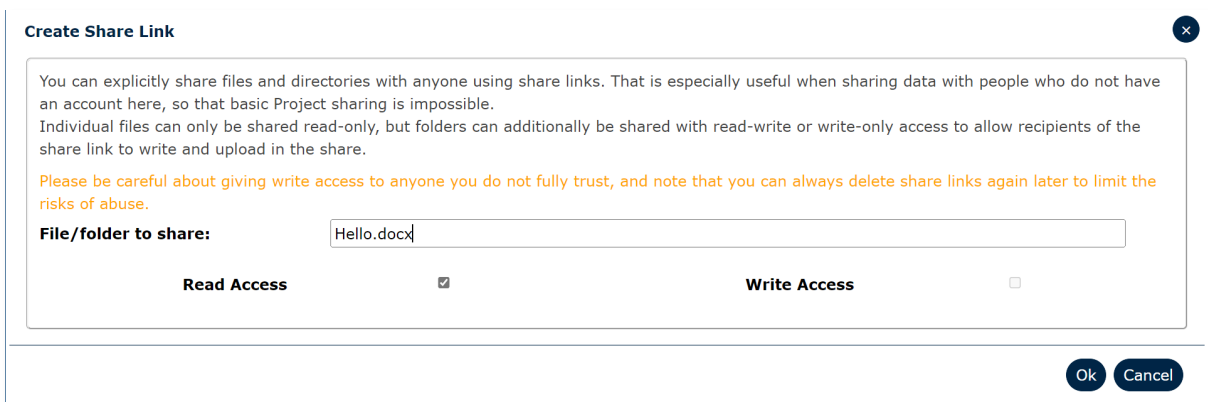 Create Share Link
×
You can explicitly share files and directories with anyone using share links. That is especially useful when sharing data with people who do not have
an account here, so that basic Project sharing is impossible.
Individual files can only be shared read-only, but folders can additionally be shared with read-write or write-only access to allow recipients of the
share link to write and upload in the share.
Please be careful about giving write access to anyone you do not fully trust, and note that you can always delete share links again later to limit the
risks of abuse.
File/folder to share: Hello.docx
Read Access Write Access
Ok Cancel